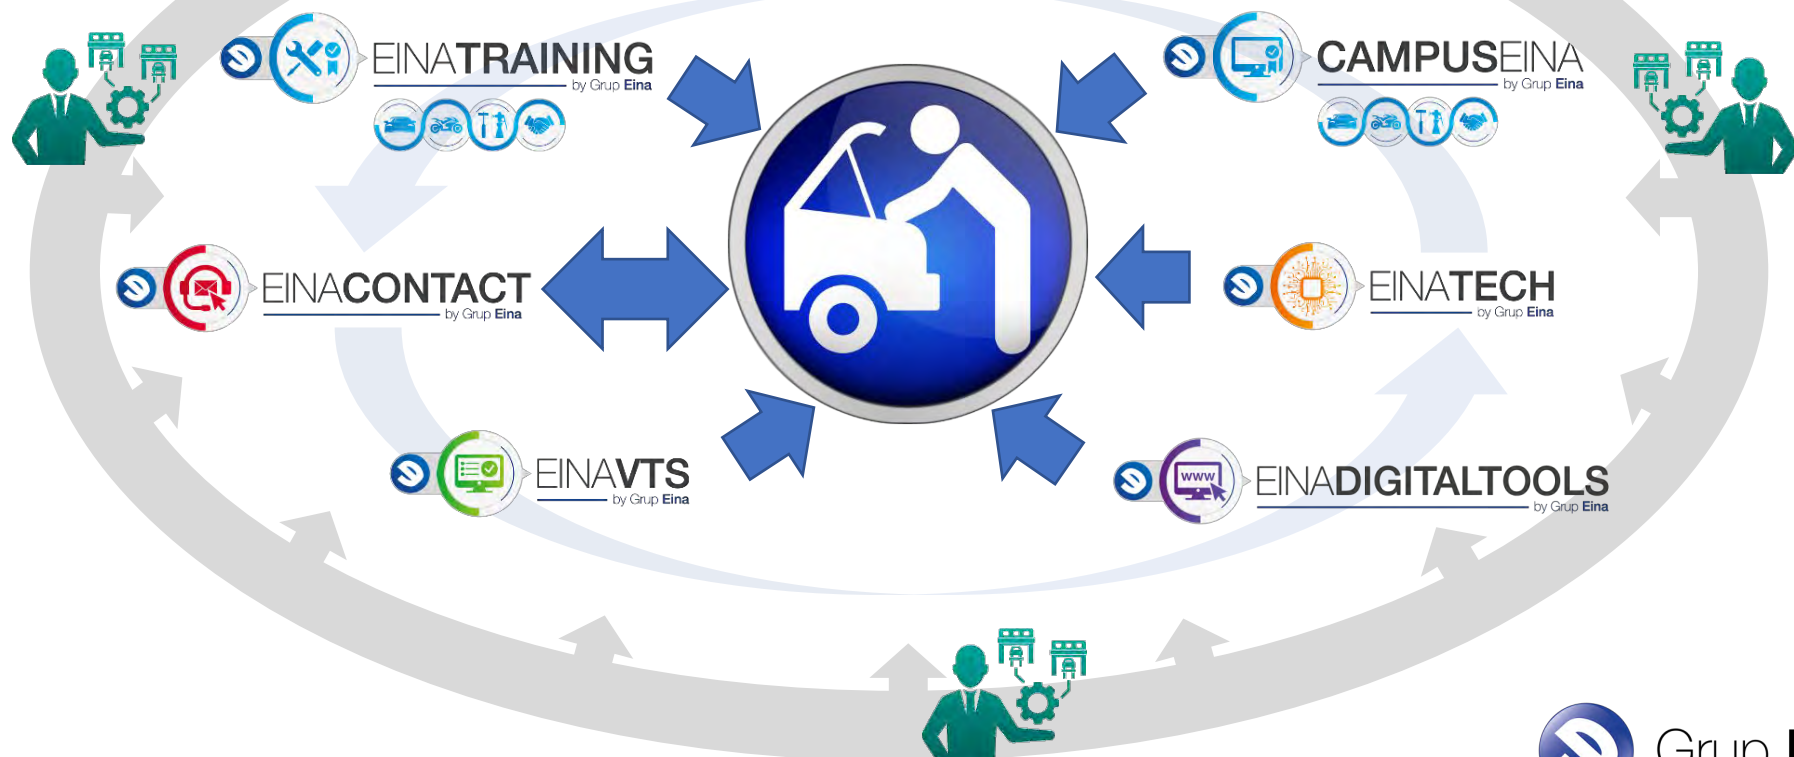 EINATRAINING
by Grup Eina
CAMPUSEINA
by Grup Eina
EINACONTACT
by Grup Eina
EINATECH
by Grup Eina
EINAVTS
by Grup Eina
WWW
EINADIGITALTOOLS
by Grup Eina
Grup